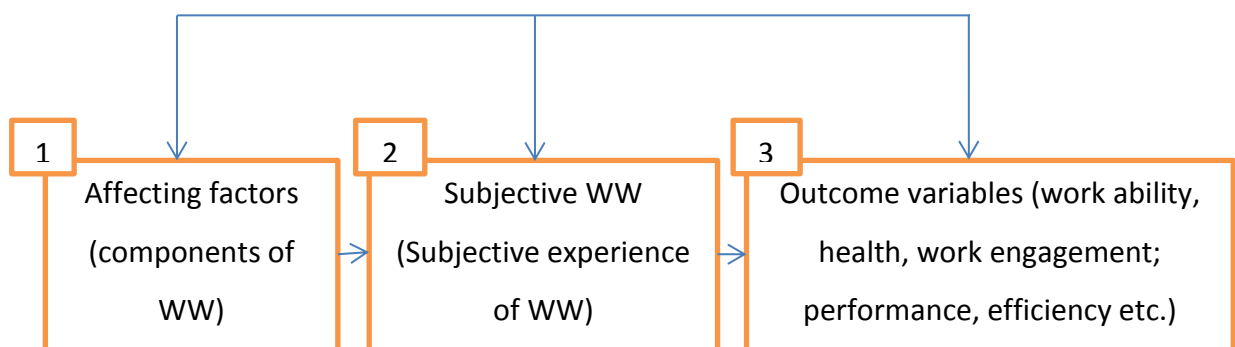 1
Affecting factors
(components of
WW)
2
Subjective WW
(Subjective experience
of WW)
3
Outcome variables (work ability,
health, work engagement;
performance, efficiency etc.)